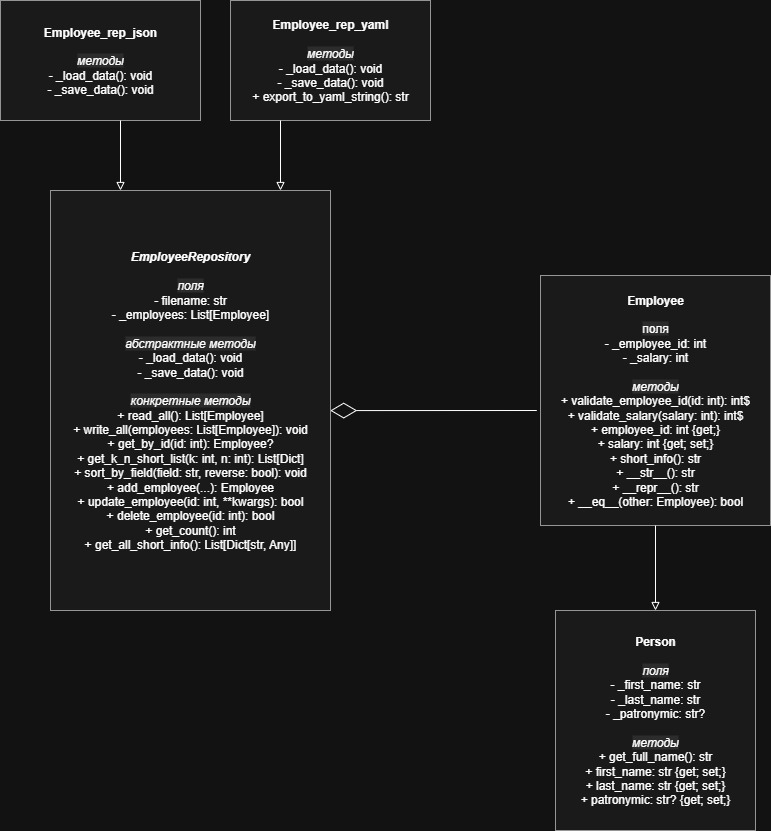 Employee_rep_json
методы
- _load_data(): void
- _save_data(): void
Employee_rep_yaml
методы
- _load_data(): void
- _save_data(): void
+ export_to_yaml_string(): str
EmployeeRepository
поля
- filename: str
- _employees: List[Employee]
абстрактные методы
- _load_data(): void
- _save_data(): void
конкретные методы
+ read_all(): List[Employee]
+ write_all(employees: List[Employee]): void
+ get_by_id(id: int): Employee?
+ get_k_n_short_list(k: int, n: int): List[Dict]
+ sort_by_field(field: str, reverse: bool): void
+ add_employee(...): Employee
+ update_employee(id: int, **kwargs): bool
+ delete_employee(id: int): bool
+ get_count(): int
+ get_all_short_info(): List[Dict[str, Any]]
Employee
поля
- _employee_id: int
- _salary: int
методы
+ validate_employee_id(id: int): int$
+ validate_salary(salary: int): int$
+ employee_id: int {get;}
+ salary: int {get; set;}
+ short_info(): str
+ __str__(): str
+ __repr__(): str
+ __eq__(other: Employee): bool
Person
поля
- _first_name: str
- _last_name: str
- _patronymic: str?
методы
+ get_full_name(): str
+ first_name: str {get; set;}
+ last_name: str {get; set;}
+ patronymic: str? {get; set;}